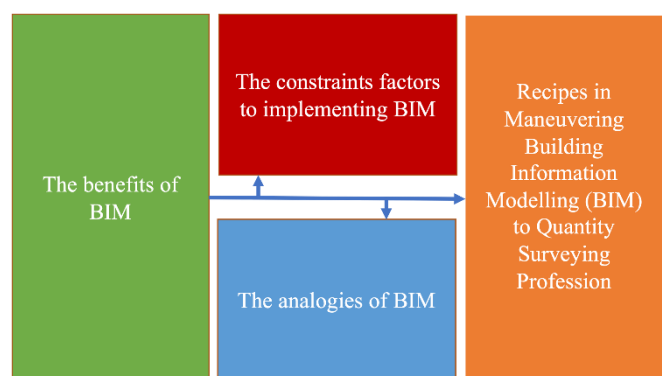 The benefits of
BIM
The constraints factors
to implementing BIM
The analogies of BIM
Recipes in
Maneuvering
Building
Information
Modelling (BIM)
to Quantity
Surveying
Profession